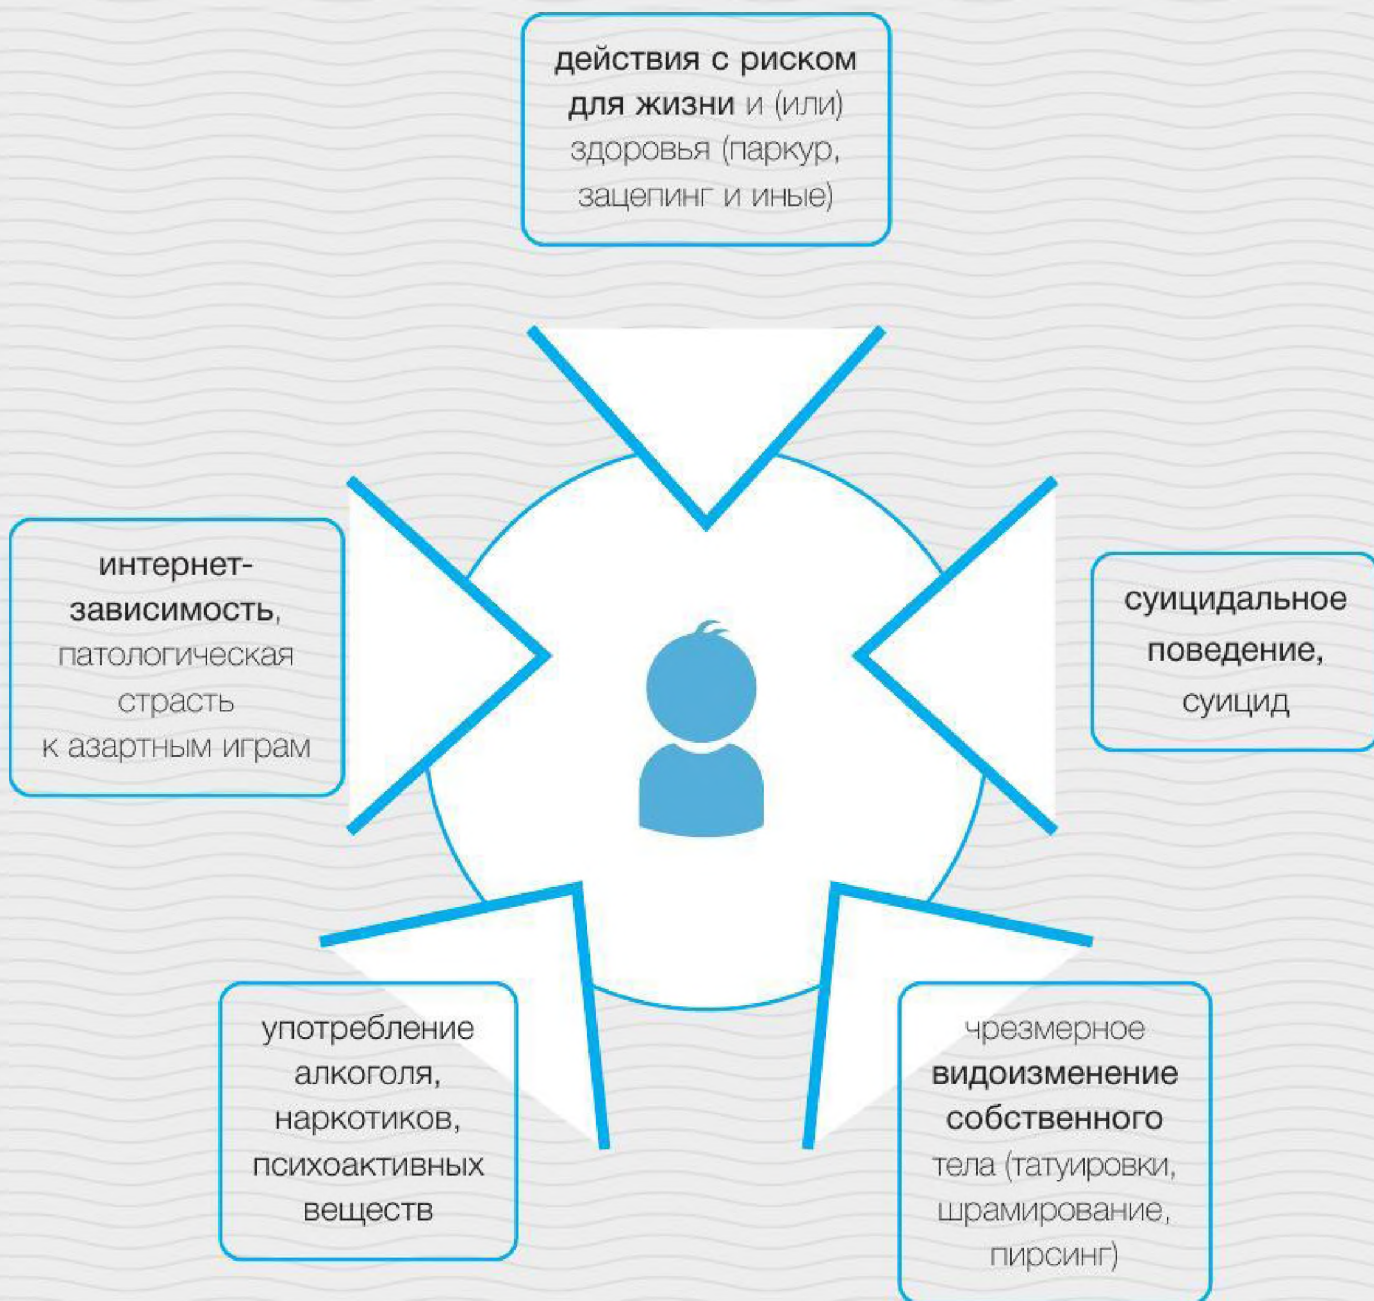 действия с риском
для жизни и (или)
здоровья (паркур,
зацепинг и иные)
интернет-
зависимость,
патологическая
страсть
к азартным играм
суицидальное
поведение,
суицид
употребление
алкоголя,
наркотиков,
психоактивных
веществ
чрезмерное
видоизменение
собственного
тела (татуировки,
шрамирование,
пирсинг)